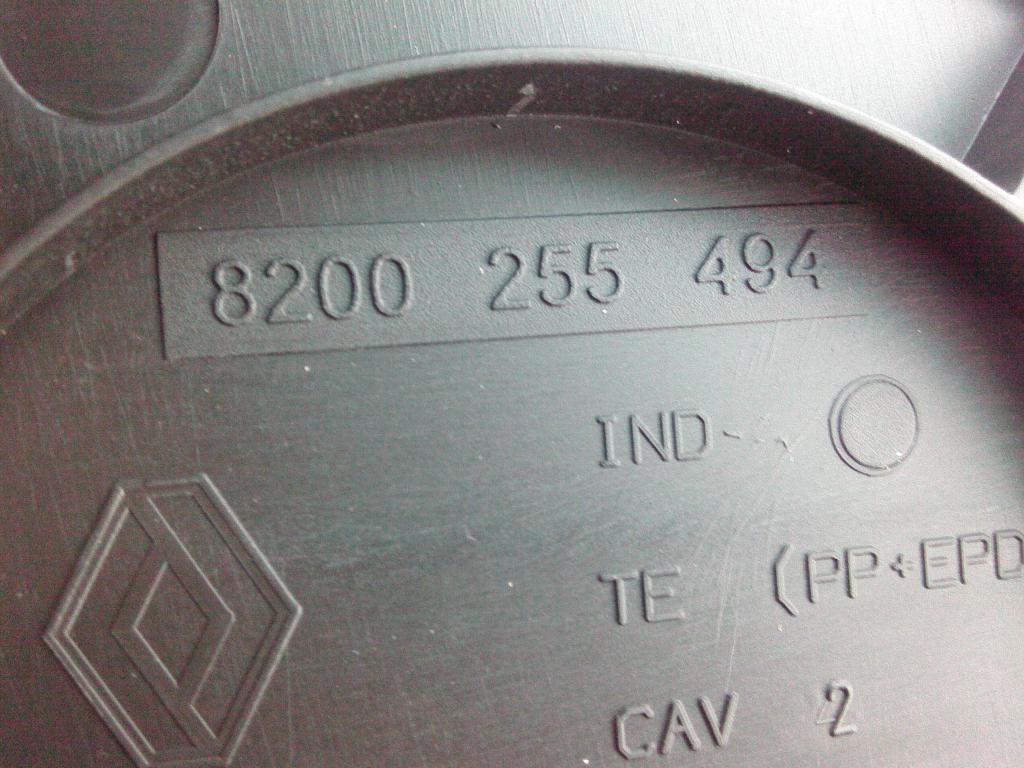 8200 255 494
IND--
TE (PP+EPD
CAV 2